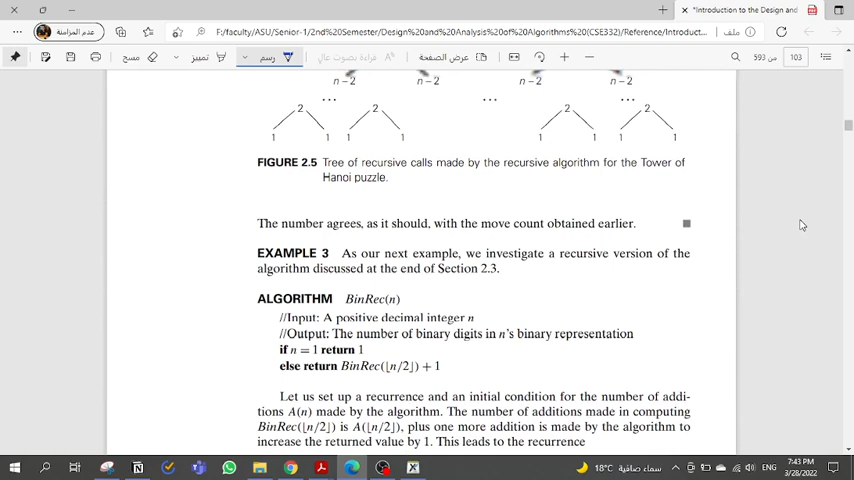 *Introduction to the Design and
عدم المزامنة
F:/faculty/ASU/Senior-1/2nd%20Semester/Design%20and%20Analysis%20of%20Algorithms%20(CSE332)/Reference/Introduct...
ملف
تمييز
رسم
قراءة بصوت عالي
عرض الصفحة
من 593
103
n – 2 n – 2 n – 2 n – 2
... ... ...
2 2 2 2
1 1 1 1 1 1 1 1
FIGURE 2.5 Tree of recursive calls made by the recursive algorithm for the Tower of
Hanoi puzzle.
The number agrees, as it should, with the move count obtained earlier.
EXAMPLE 3 As our next example, we investigate a recursive version of the
algorithm discussed at the end of Section 2.3.
ALGORITHM BinRec(n)
//Input: A positive decimal integer n
//Output: The number of binary digits in n's binary representation
if n = 1 return 1
else return BinRec(⌊n/2⌋) + 1
Let us set up a recurrence and an initial condition for the number of addi-
tions A(n) made by the algorithm. The number of additions made in computing
BinRec(⌊n/2⌋) is A(⌊n/2⌋), plus one more addition is made by the algorithm to
increase the returned value by 1. This leads to the recurrence
18°C سماء صافية
ENG
7:43 PM
3/28/2022